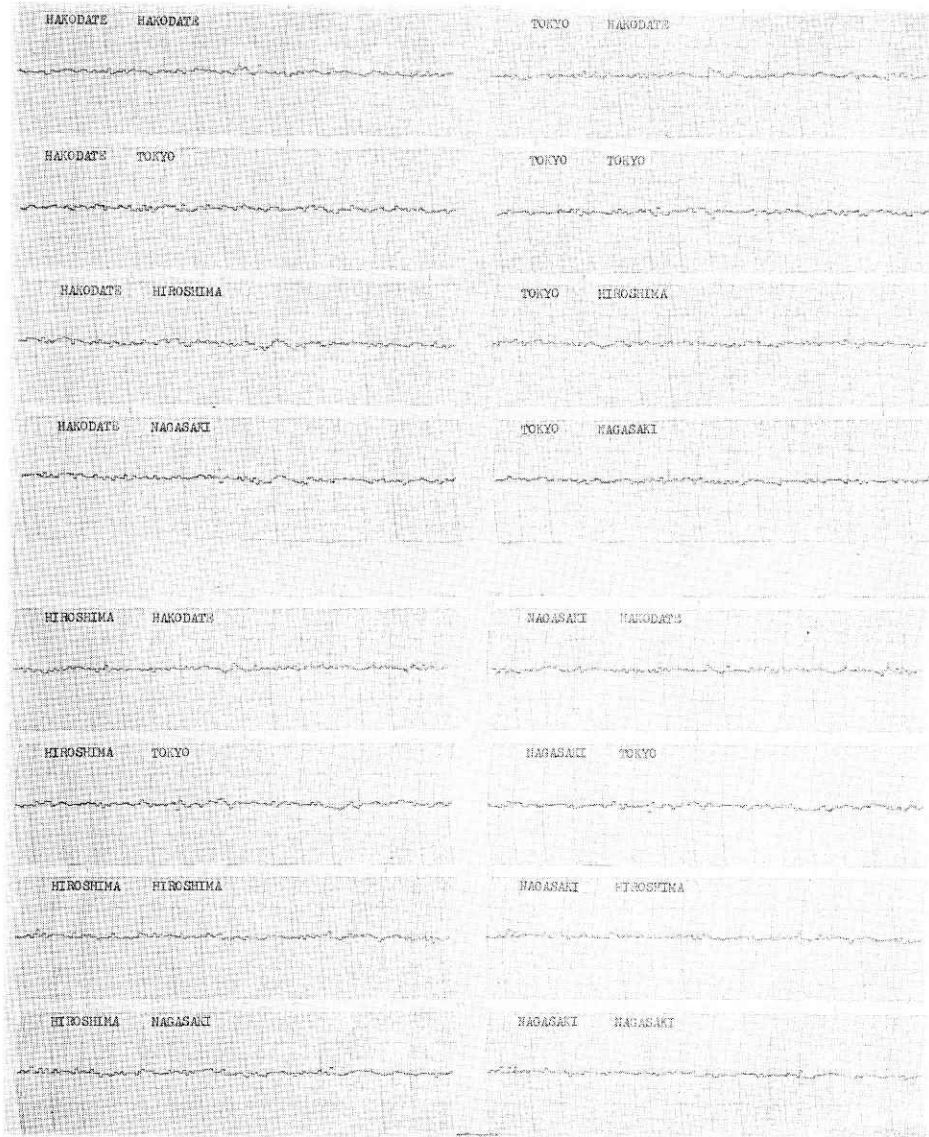 HAKODATE HAKODATE
TOKYO HAKODATE
HAKODATE TOKYO
TOKYO TOKYO
HAKODATE HIROSHIMA
TOKYO HIROSHIMA
HAKODATE NAGASAKI
TOKYO NAGASAKI
HIROSHIMA HAKODATE
NAGASAKI HAKODATE
HIROSHIMA TOKYO
NAGASAKI TOKYO
HIROSHIMA HIROSHIMA
NAGASAKI HIROSHIMA
HIROSHIMA NAGASAKI
NAGASAKI NAGASAKI